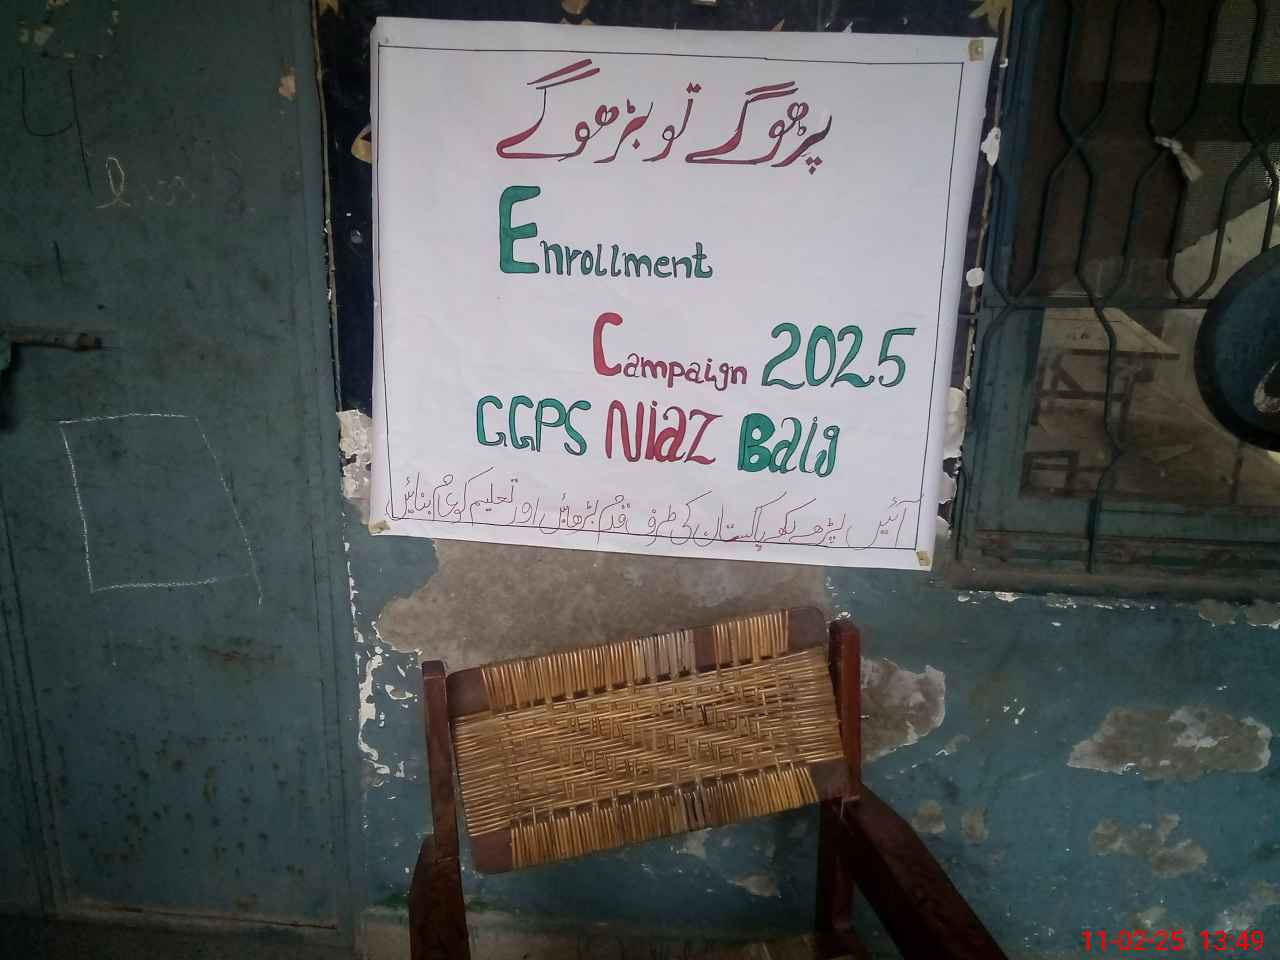 پڑھو گے تو بڑھو گے
Enrollment
Campaign 2025
GGPS Niaz Baig
آئیں پڑھے لکھے پاکستان کی طرف قدم بڑھائیں اور تعلیم کو عام بنائیں
11-02-25 13:49